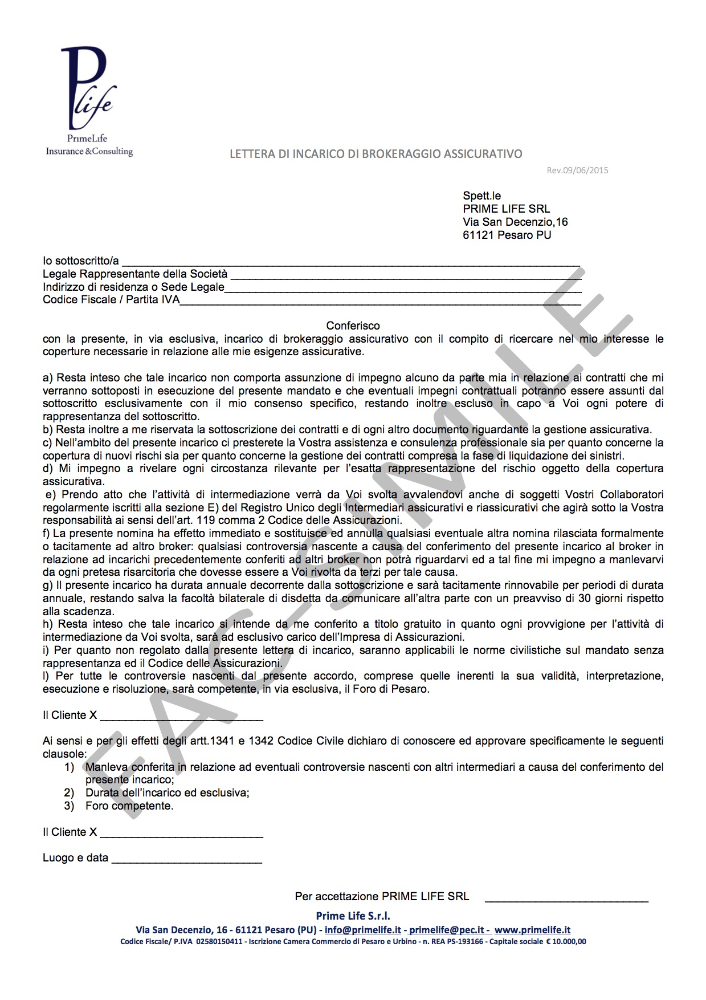 P
life
PrimeLife
Insurance &Consulting
LETTERA DI INCARICO DI BROKERAGGIO ASSICURATIVO
Rev.09/06/2015
Spett.le
PRIME LIFE SRL
Via San Decenzio,16
61121 Pesaro PU
Io sottoscritto/a ____________________
Legale Rappresentante della Società ____________________
Indirizzo di residenza o Sede Legale____________________
Codice Fiscale / Partita IVA____________________
Conferisco
con la presente, in via esclusiva, incarico di brokeraggio assicurativo con il compito di ricercare nel mio interesse le
coperture necessarie in relazione alle mie esigenze assicurative.
a) Resta inteso che tale incarico non comporta assunzione di impegno alcuno da parte mia in relazione ai contratti che mi
verranno sottoposti in esecuzione del presente mandato e che eventuali impegni contrattuali potranno essere assunti dal
sottoscritto esclusivamente con il mio consenso specifico, restando inoltre escluso in capo a Voi ogni potere di
rappresentanza del sottoscritto.
b) Resta inoltre a me riservata la sottoscrizione dei contratti e di ogni altro documento riguardante la gestione assicurativa.
c) Nell’ambito del presente incarico ci presterete la Vostra assistenza e consulenza professionale sia per quanto concerne la
copertura di nuovi rischi sia per quanto concerne la gestione dei contratti compresa la fase di liquidazione dei sinistri.
d) Mi impegno a rivelare ogni circostanza rilevante per l’esatta rappresentazione del rischio oggetto della copertura
assicurativa.
e) Prendo atto che l’attività di intermediazione verrà da Voi svolta avvalendovi anche di soggetti Vostri Collaboratori
regolarmente iscritti alla sezione E) del Registro Unico degli Intermediari assicurativi e riassicurativi che agirà sotto la Vostra
responsabilità ai sensi dell’art. 119 comma 2 Codice delle Assicurazioni.
f) La presente nomina ha effetto immediato e sostituisce ed annulla qualsiasi eventuale altra nomina rilasciata formalmente
o tacitamente ad altro broker: qualsiasi controversia nascente a causa del conferimento del presente incarico al broker in
relazione ad incarichi precedentemente conferiti ad altri broker non potrà riguardarvi ed a tal fine mi impegno a manlevarvi
da ogni pretesa risarcitoria che dovesse essere a Voi rivolta da terzi per tale causa.
g) Il presente incarico ha durata annuale decorrente dalla sottoscrizione e sarà tacitamente rinnovabile per periodi di durata
annuale, restando salva la facoltà bilaterale di disdetta da comunicare all’altra parte con un preavviso di 30 giorni rispetto
alla scadenza.
h) Resta inteso che tale incarico si intende da me conferito a titolo gratuito in quanto ogni provvigione per l’attività di
intermediazione da Voi svolta, sarà ad esclusivo carico dell’Impresa di Assicurazioni.
i) Per quanto non regolato dalla presente lettera di incarico, saranno applicabili le norme civilistiche sul mandato senza
rappresentanza ed il Codice delle Assicurazioni.
l) Per tutte le controversie nascenti dal presente accordo, comprese quelle inerenti la sua validità, interpretazione,
esecuzione e risoluzione, sarà competente, in via esclusiva, il Foro di Pesaro.
Il Cliente X ____________________
Ai sensi e per gli effetti degli artt.1341 e 1342 Codice Civile dichiaro di conoscere ed approvare specificamente le seguenti
clausole:
1) Manleva conferita in relazione ad eventuali controversie nascenti con altri intermediari a causa del conferimento del
presente incarico;
2) Durata dell’incarico ed esclusiva;
3) Foro competente.
Il Cliente X ____________________
Luogo e data ____________________
Per accettazione PRIME LIFE SRL ____________________
Prime Life S.r.l.
Via San Decenzio, 16 - 61121 Pesaro (PU) - info@primelife.it - primelife@pec.it - www.primelife.it
Codice Fiscale/ P.IVA 02580150411 - Iscrizione Camera Commercio di Pesaro e Urbino - n. REA PS-193166 - Capitale sociale € 10.000,00
FAC-SIMILE